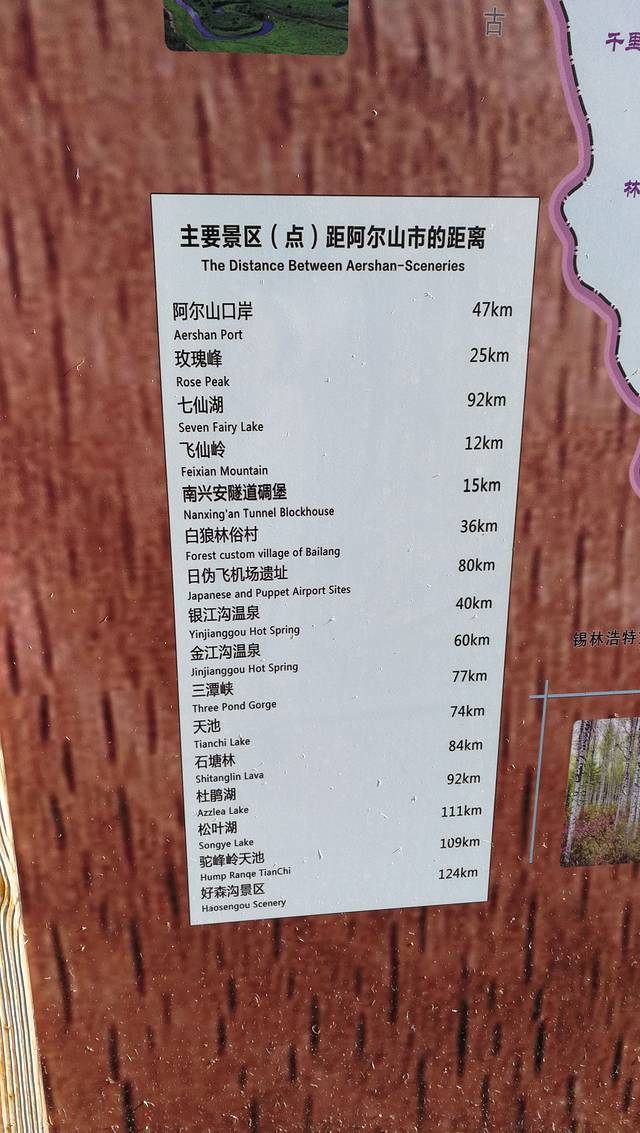 古
千里
林
主要景区（点）距阿尔山市的距离
The Distance Between Aershan-Sceneries
阿尔山口岸 47km
Aershan Port
玫瑰峰 25km
Rose Peak
七仙湖 92km
Seven Fairy Lake
飞仙岭 12km
Feixian Mountain
南兴安隧道碉堡 15km
Nanxing'an Tunnel Blockhouse
白狼林俗村 36km
Forest custom village of Bailang
日伪飞机场遗址 80km
Japanese and Puppet Airport Sites
银江沟温泉 40km
Yinjianggou Hot Spring
金江沟温泉 60km
Jinjianggou Hot Spring
三潭峡 77km
Three Pond Gorge
天池 74km
Tianchi Lake
石塘林 84km
Shitanglin Lava
杜鹃湖 92km
Azzlea Lake
松叶湖 111km
Songye Lake
驼峰岭天池 109km
Hump Ranqe TianChi
好森沟景区 124km
Haosengou Scenery
锡林浩特